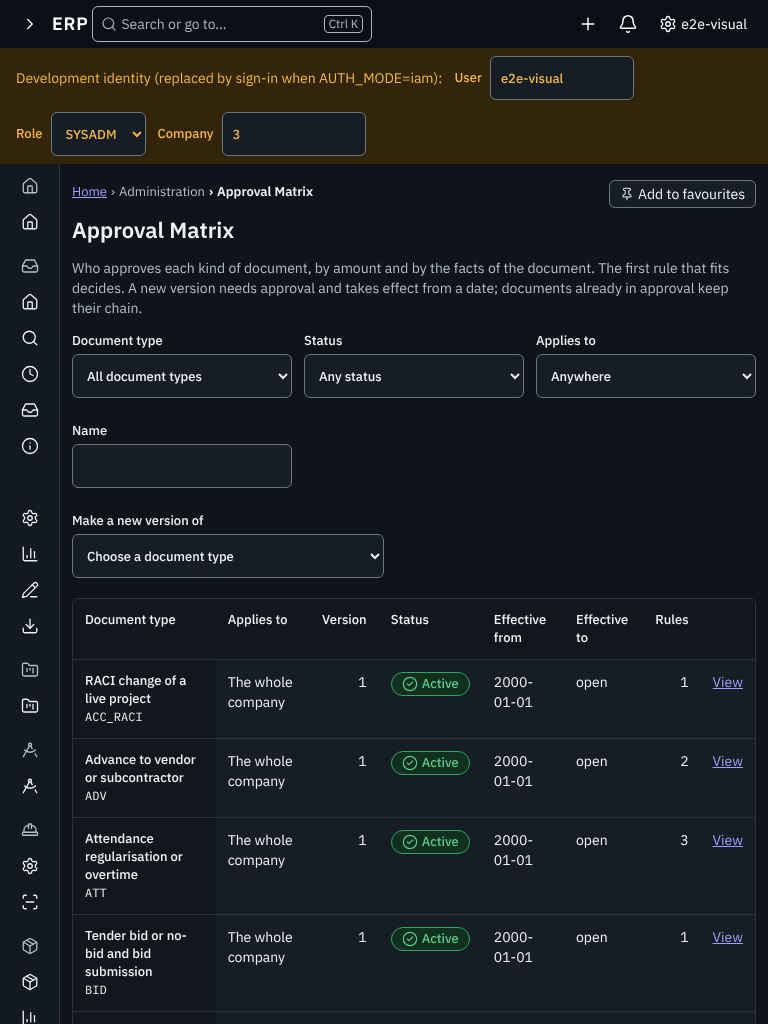 ERP
Search or go to...
Ctrl K
e2e-visual
Development identity (replaced by sign-in when AUTH_MODE=iam):
User
e2e-visual
Role
SYSADM
Company
3
Home › Administration › Approval Matrix
Add to favourites
Approval Matrix
Who approves each kind of document, by amount and by the facts of the document. The first rule that fits
decides. A new version needs approval and takes effect from a date; documents already in approval keep
their chain.
Document type
Status
Applies to
All document types
Any status
Anywhere
Name
Make a new version of
Choose a document type
Document type
Applies to
Version
Status
Effective
from
Effective
to
Rules
RACI change of a
live project
ACC_RACI
The whole
company
1
Active
2000-
01-01
open
1
View
Advance to vendor
or subcontractor
ADV
The whole
company
1
Active
2000-
01-01
open
2
View
Attendance
regularisation or
overtime
ATT
The whole
company
1
Active
2000-
01-01
open
3
View
Tender bid or no-
bid and bid
submission
BID
The whole
company
1
Active
2000-
01-01
open
1
View